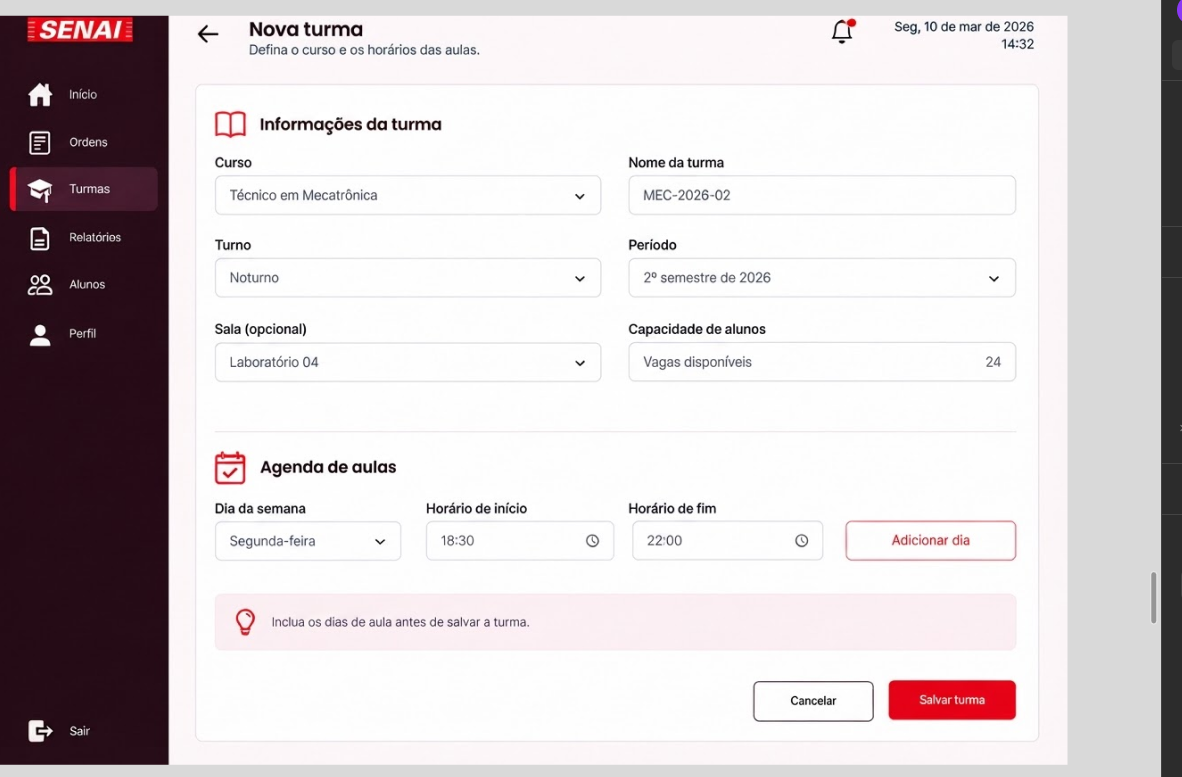 SENAI
Nova turma
Defina o curso e os horários das aulas.
Seg, 10 de mar de 2026
14:32
Início
Ordens
Turmas
Relatórios
Alunos
Perfil
Sair
Informações da turma
Curso
Nome da turma
Técnico em Mecatrônica
MEC-2026-02
Turno
Período
Noturno
2º semestre de 2026
Sala (opcional)
Capacidade de alunos
Laboratório 04
Vagas disponíveis 24
Agenda de aulas
Dia da semana
Horário de início
Horário de fim
Segunda-feira
18:30
22:00
Adicionar dia
Inclua os dias de aula antes de salvar a turma.
Cancelar
Salvar turma